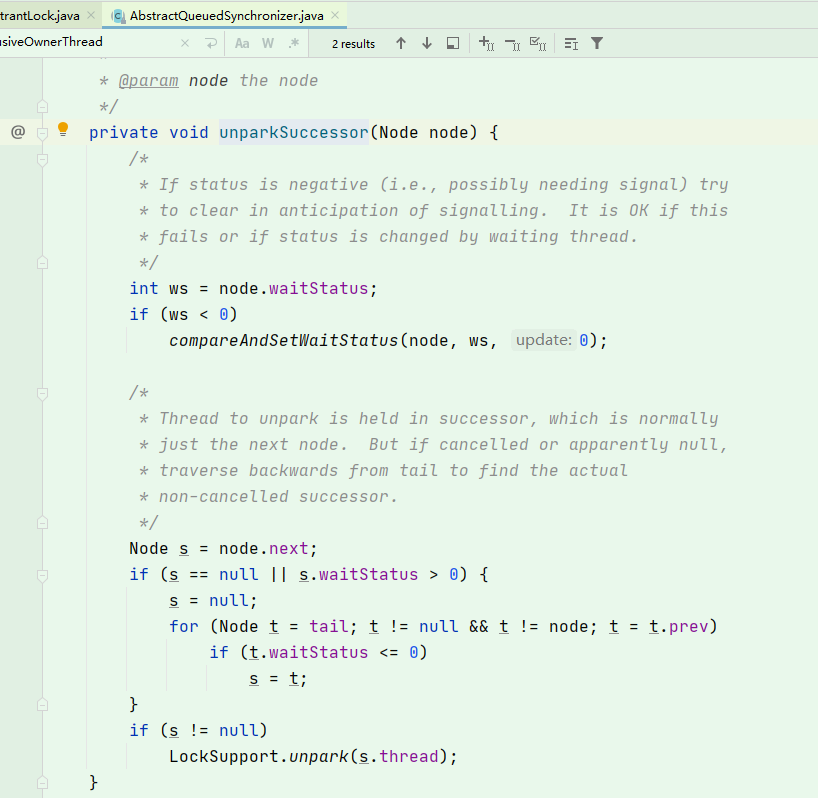 trantLock.java × AbstractQueuedSynchronizer.java ×
usiveOwnerThread × Aa W .* 2 results
* @param node the node
*/
@ private void unparkSuccessor(Node node) {
/*
* If status is negative (i.e., possibly needing signal) try
* to clear in anticipation of signalling.  It is OK if this
* fails or if status is changed by waiting thread.
*/
int ws = node.waitStatus;
if (ws < 0)
compareAndSetWaitStatus(node, ws, update: 0);
/*
* Thread to unpark is held in successor, which is normally
* just the next node.  But if cancelled or apparently null,
* traverse backwards from tail to find the actual
* non-cancelled successor.
*/
Node s = node.next;
if (s == null || s.waitStatus > 0) {
s = null;
for (Node t = tail; t != null && t != node; t = t.prev)
if (t.waitStatus <= 0)
s = t;
}
if (s != null)
LockSupport.unpark(s.thread);
}